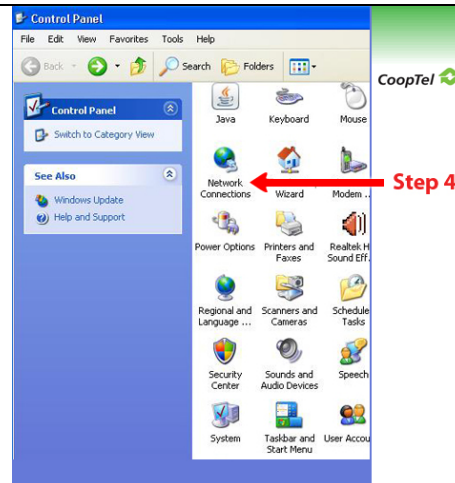 Control Panel
File Edit View Favorites Tools Help
Back Search Folders
CoopTel
Control Panel
Switch to Category View
See Also
Windows Update
Help and Support
Java Keyboard Mouse
Network
Connections Wizard Modem ...
Step 4
Power Options Printers and
Faxes Realtek H
Sound Eff.
Regional and
Language ... Scanners and
Cameras Schedule
Tasks
Security
Center Sounds and
Audio Devices Speech
System Taskbar and
Start Menu User Accou